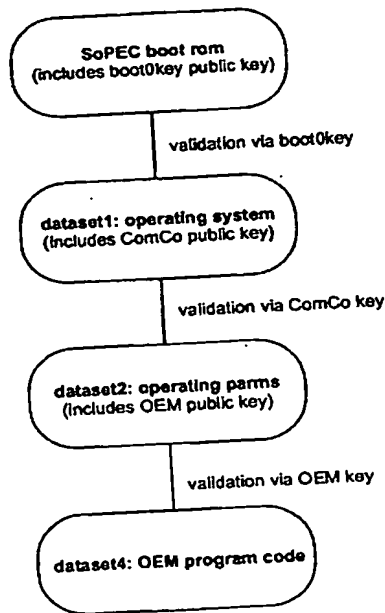 SoPEC boot rom
(includes boot0key public key)
validation via boot0key
dataset1: operating system
(includes ComCo public key)
validation via ComCo key
dataset2: operating parms
(includes OEM public key)
validation via OEM key
dataset4: OEM program code